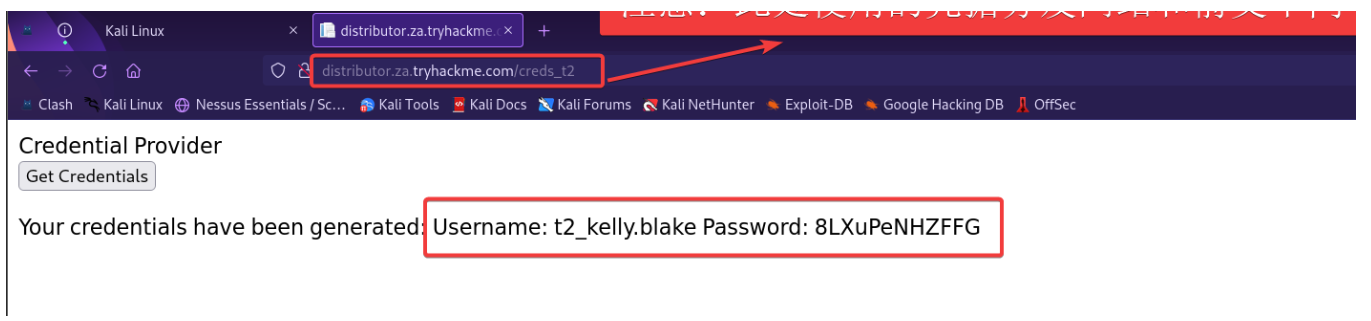 Kali Linux
distributor.za.tryhackme.c
distributor.za.tryhackme.com/creds_t2
Clash Kali Linux Nessus Essentials / Sc... Kali Tools Kali Docs Kali Forums Kali NetHunter Exploit-DB Google Hacking DB OffSec
Credential Provider
Get Credentials
Your credentials have been generated: Username: t2_kelly.blake Password: 8LXuPeNHZFFG